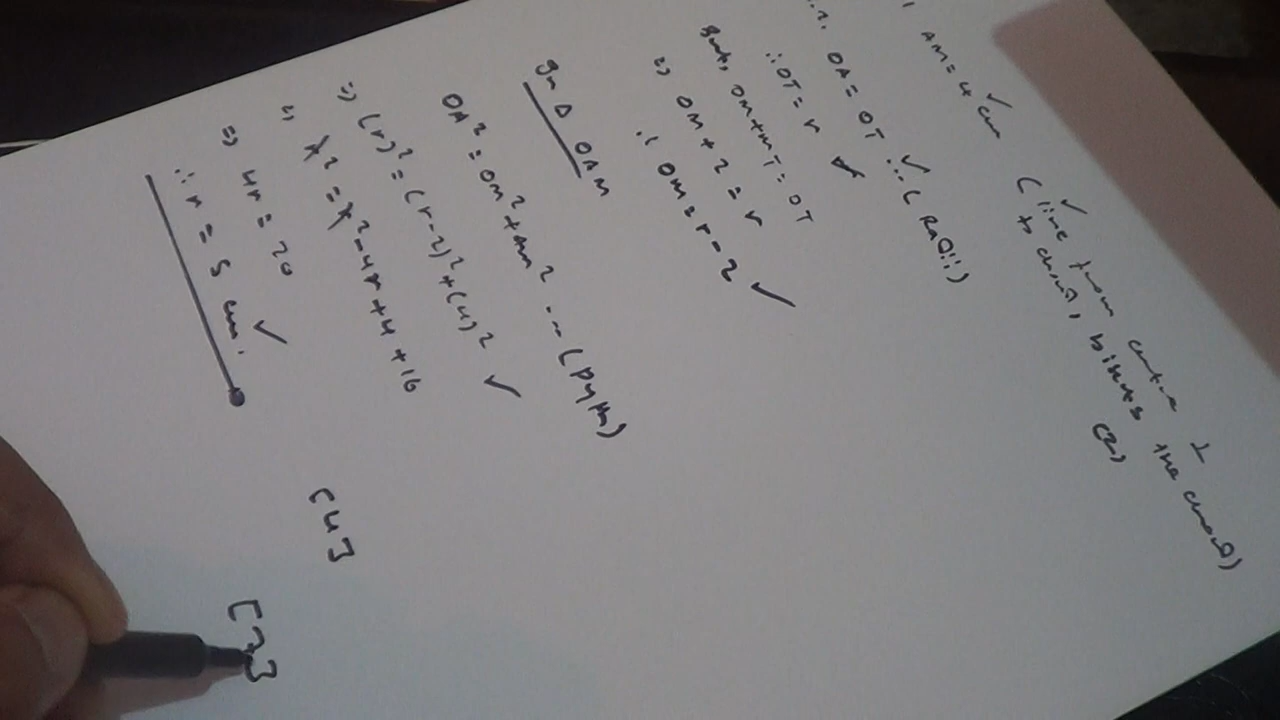 AM = 4 cm ✓ (line from centre ⊥
to chord, bisects the chord)
(2)
OA = OT ... (Radii) ✓
∴ OT = r ✓
But, OM + MT = OT
⇒ OM + 2 = r
∴ OM = r - 2 ✓
In Δ OAM
OA² = OM² + AM² ... (Pyth)
⇒ (r)² = (r-2)² + (4)² ✓
r² = r² - 4r + 4 + 16
⇒ 4r = 20
∴ r = 5 cm. ✓
[4]